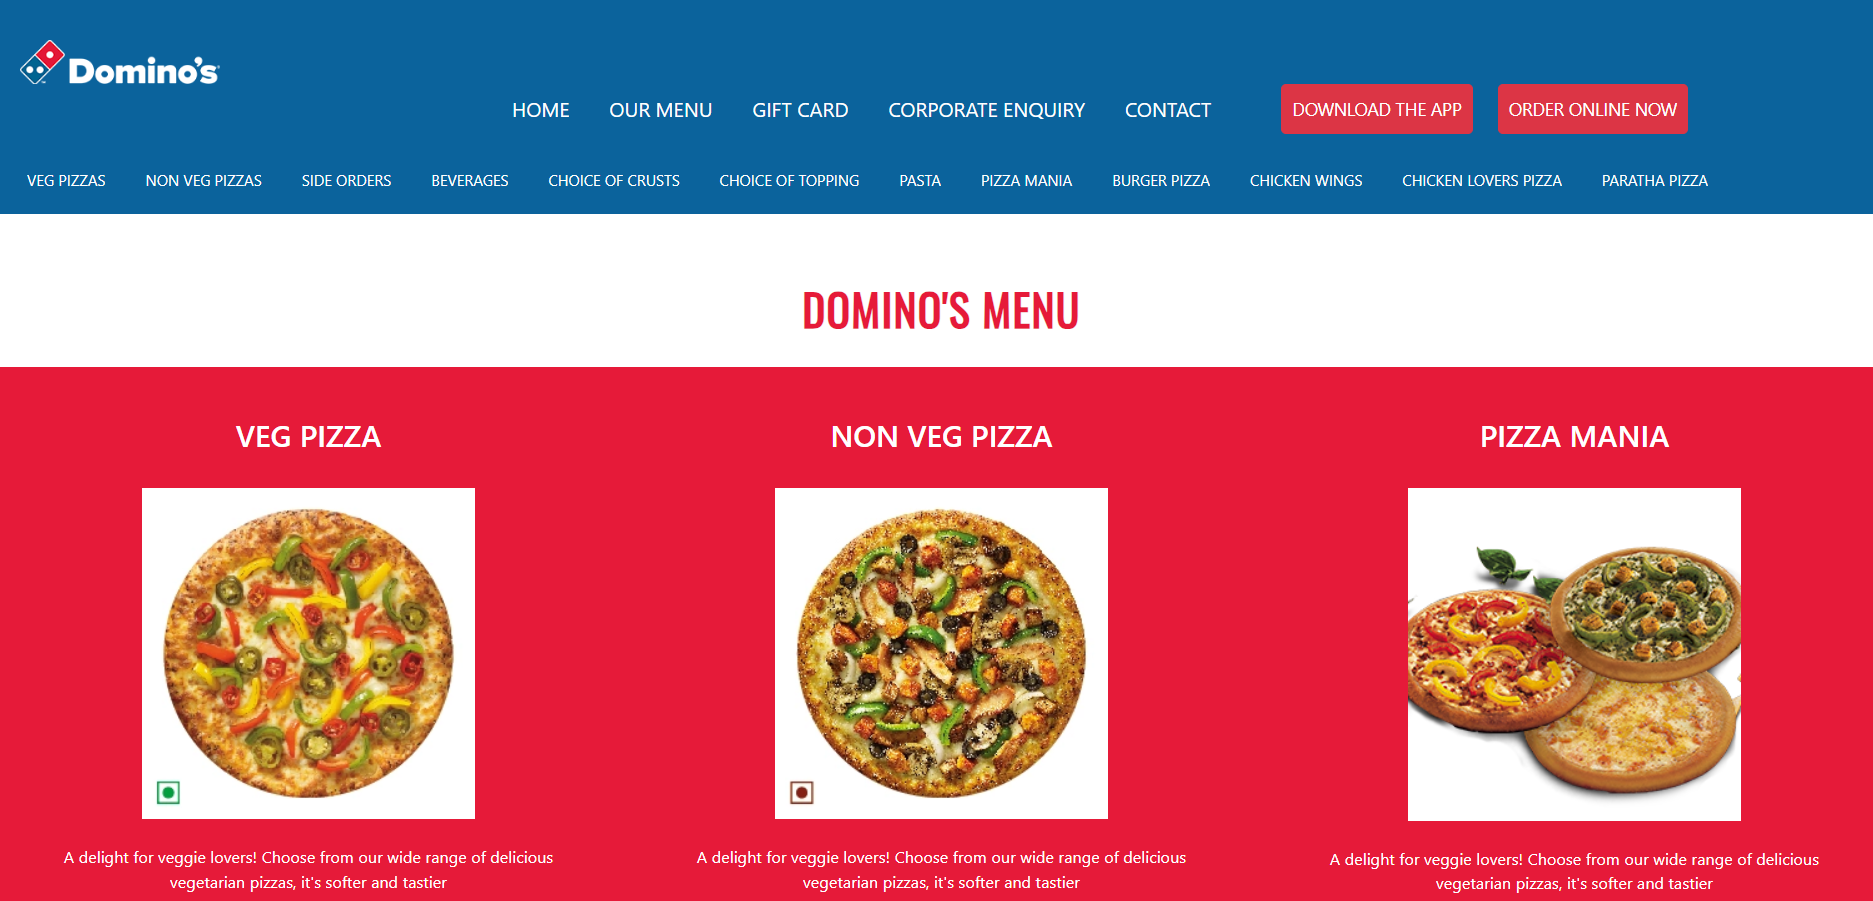 Domino's
HOME OUR MENU GIFT CARD CORPORATE ENQUIRY CONTACT DOWNLOAD THE APP ORDER ONLINE NOW
VEG PIZZAS NON VEG PIZZAS SIDE ORDERS BEVERAGES CHOICE OF CRUSTS CHOICE OF TOPPING PASTA PIZZA MANIA BURGER PIZZA CHICKEN WINGS CHICKEN LOVERS PIZZA PARATHA PIZZA
DOMINO'S MENU
VEG PIZZA
A delight for veggie lovers! Choose from our wide range of delicious
vegetarian pizzas, it's softer and tastier
NON VEG PIZZA
A delight for veggie lovers! Choose from our wide range of delicious
vegetarian pizzas, it's softer and tastier
PIZZA MANIA
A delight for veggie lovers! Choose from our wide range of delicious
vegetarian pizzas, it's softer and tastier